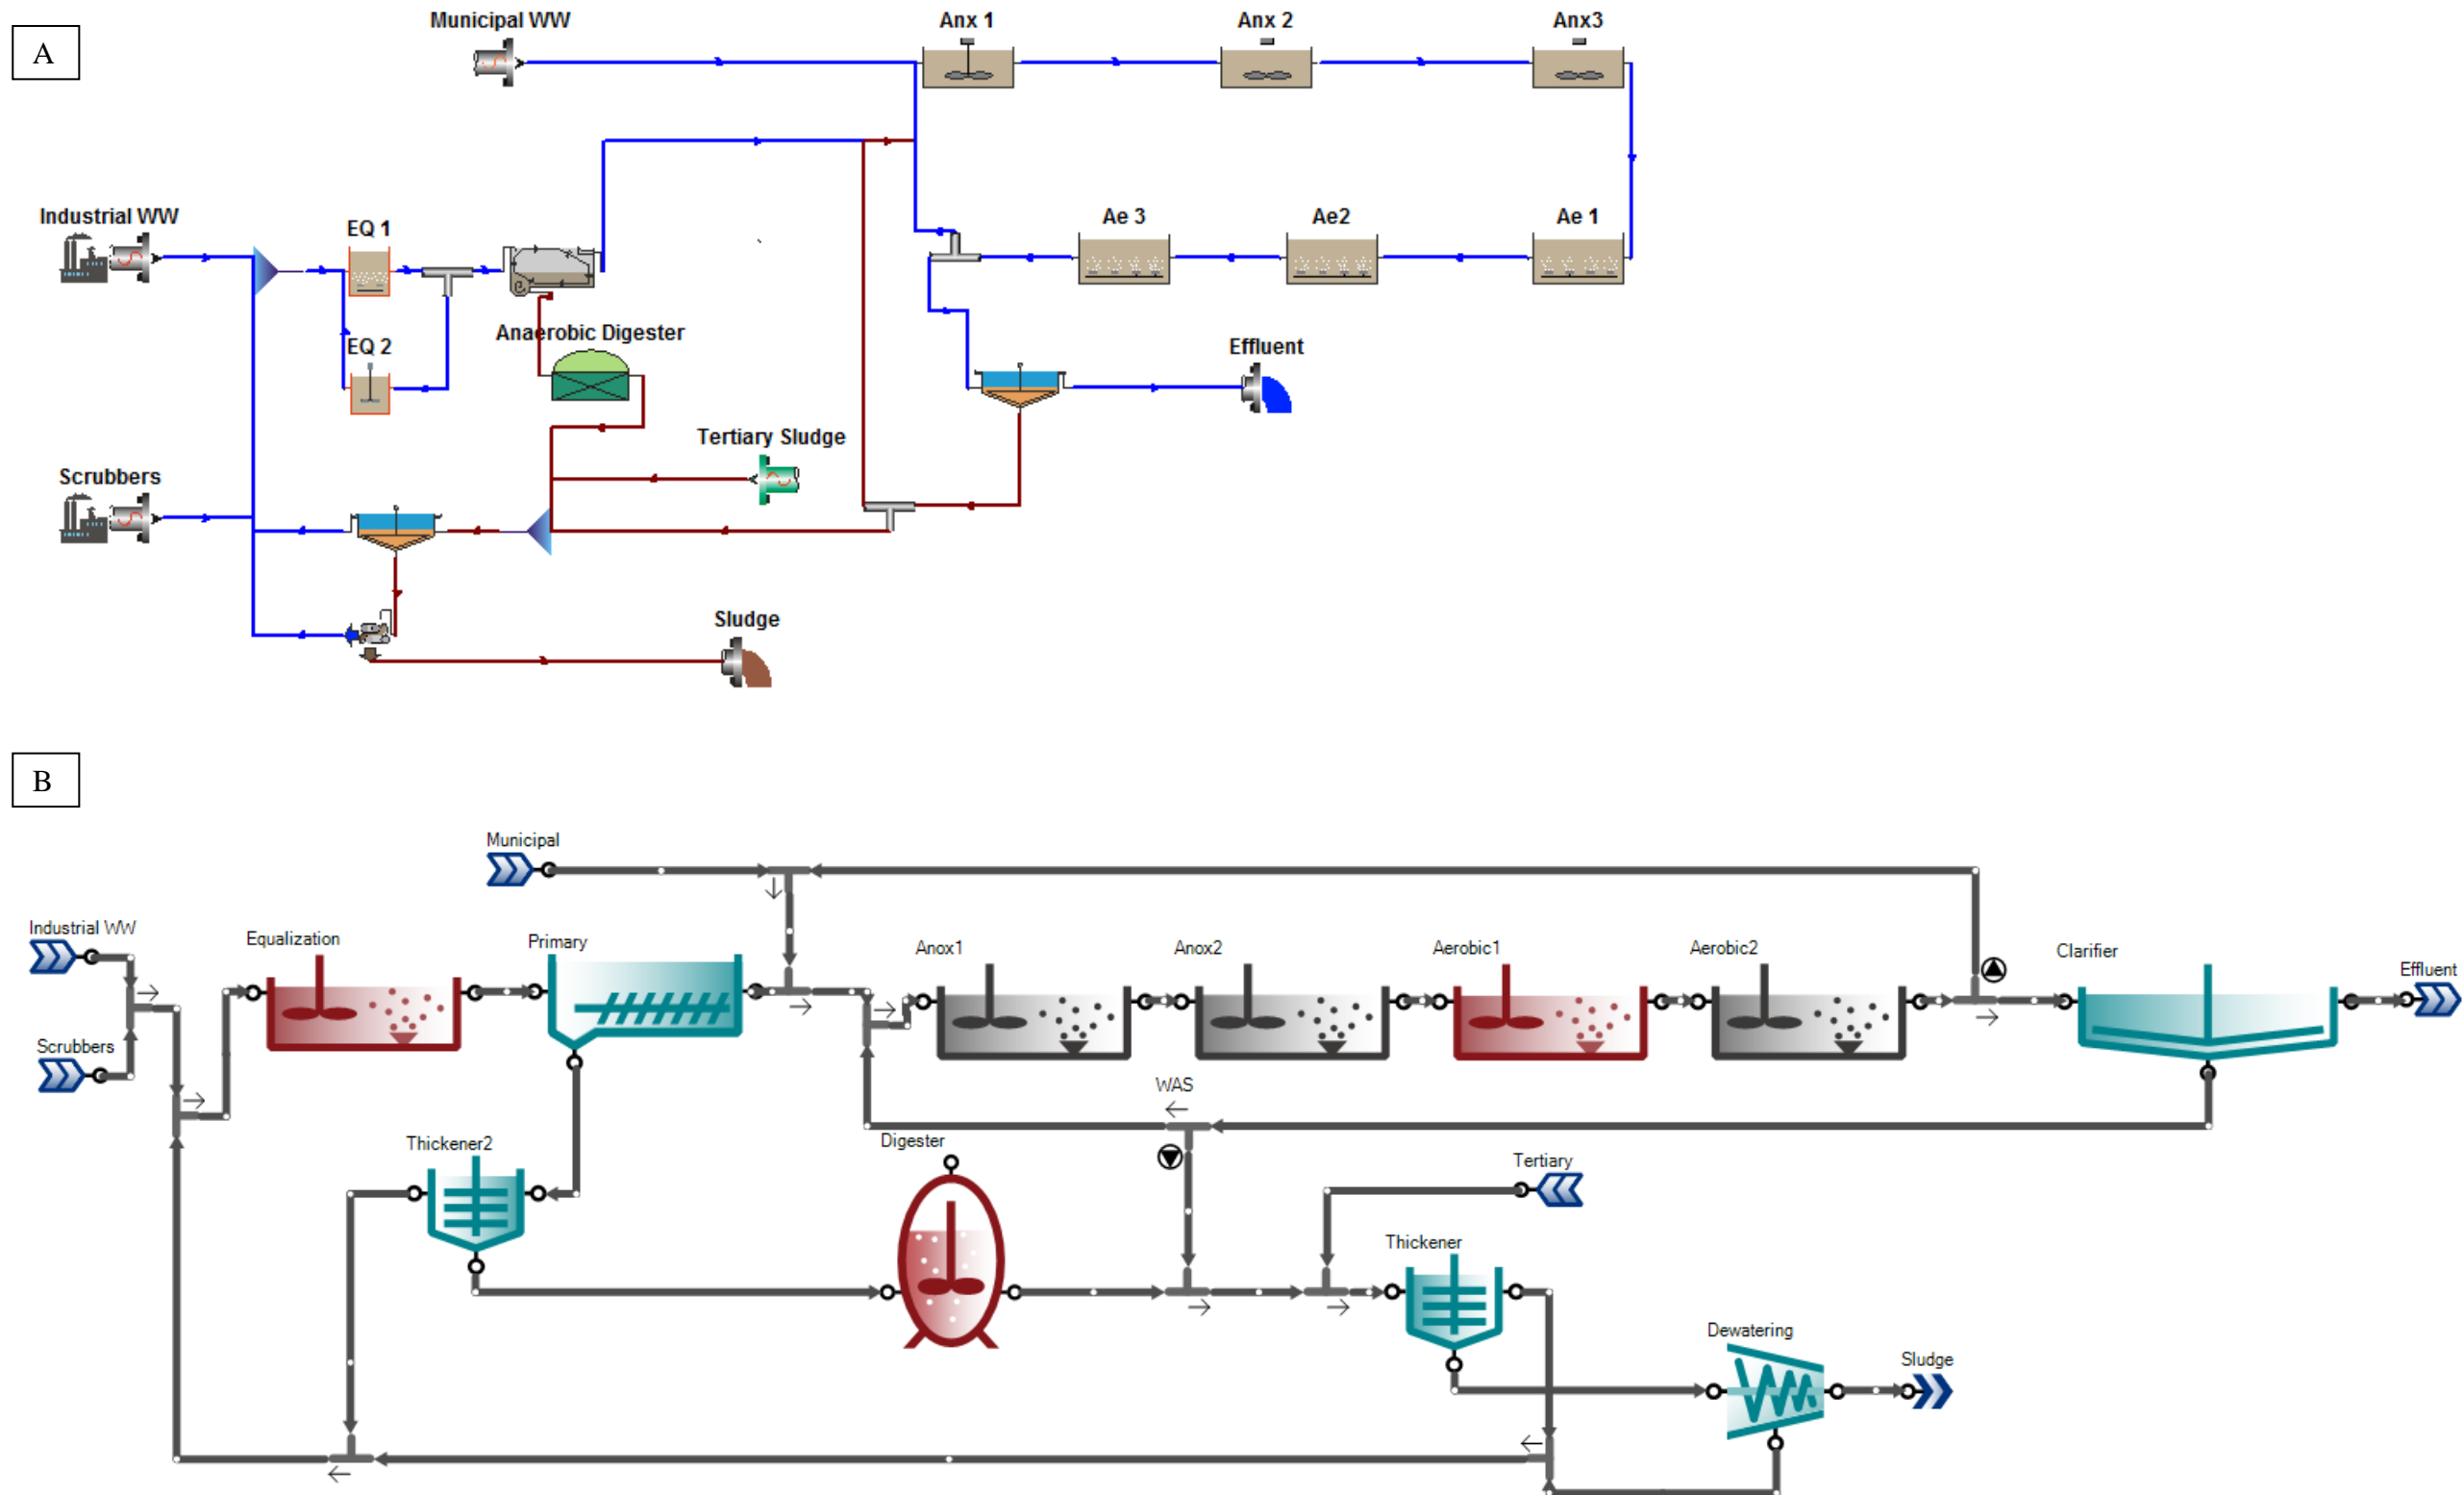 A
Municipal WW
Anx 1
Anx 2
Anx3
Industrial WW
EQ 1
Ae 3
Ae2
Ae 1
EQ 2
Anaerobic Digester
Effluent
Tertiary Sludge
Scrubbers
Sludge
B
Municipal
Industrial WW
Equalization
Primary
Anox1
Anox2
Aerobic1
Aerobic2
Clarifier
Effluent
Scrubbers
WAS
Thickener2
Digester
Tertiary
Thickener
Dewatering
Sludge